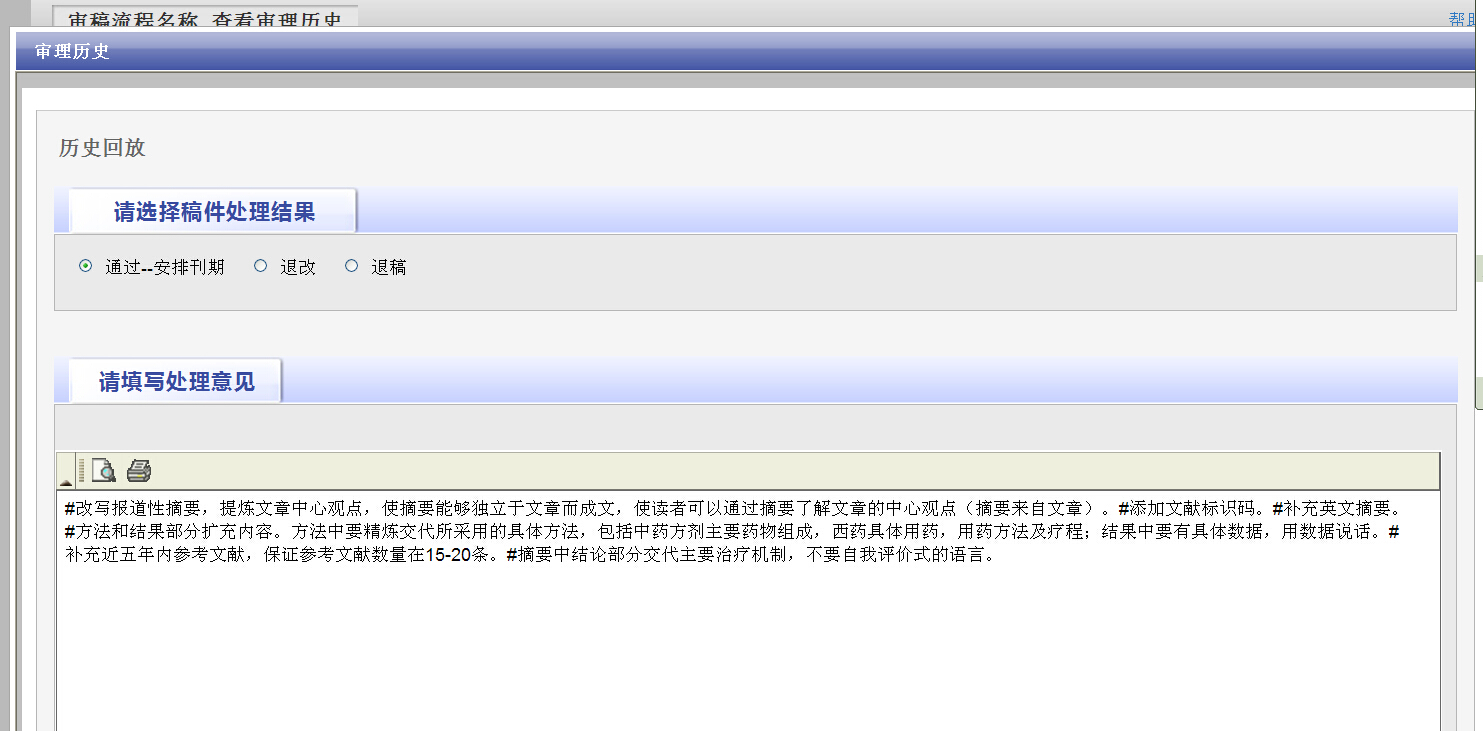 审稿流程名称 查看审理历史
帮助
审理历史
历史回放
请选择稿件处理结果
通过--安排刊期 退改 退稿
请填写处理意见
#改写报道性摘要，提炼文章中心观点，使摘要能够独立于文章而成文，使读者可以通过摘要了解文章的中心观点（摘要来自文章）。#添加文献标识码。#补充英文摘要。
#方法和结果部分扩充内容。方法中要精炼交代所采用的具体方法，包括中药方剂主要药物组成，西药具体用药，用药方法及疗程；结果中要有具体数据，用数据说话。#
补充近五年内参考文献，保证参考文献数量在15-20条。#摘要中结论部分交代主要治疗机制，不要自我评价式的语言。